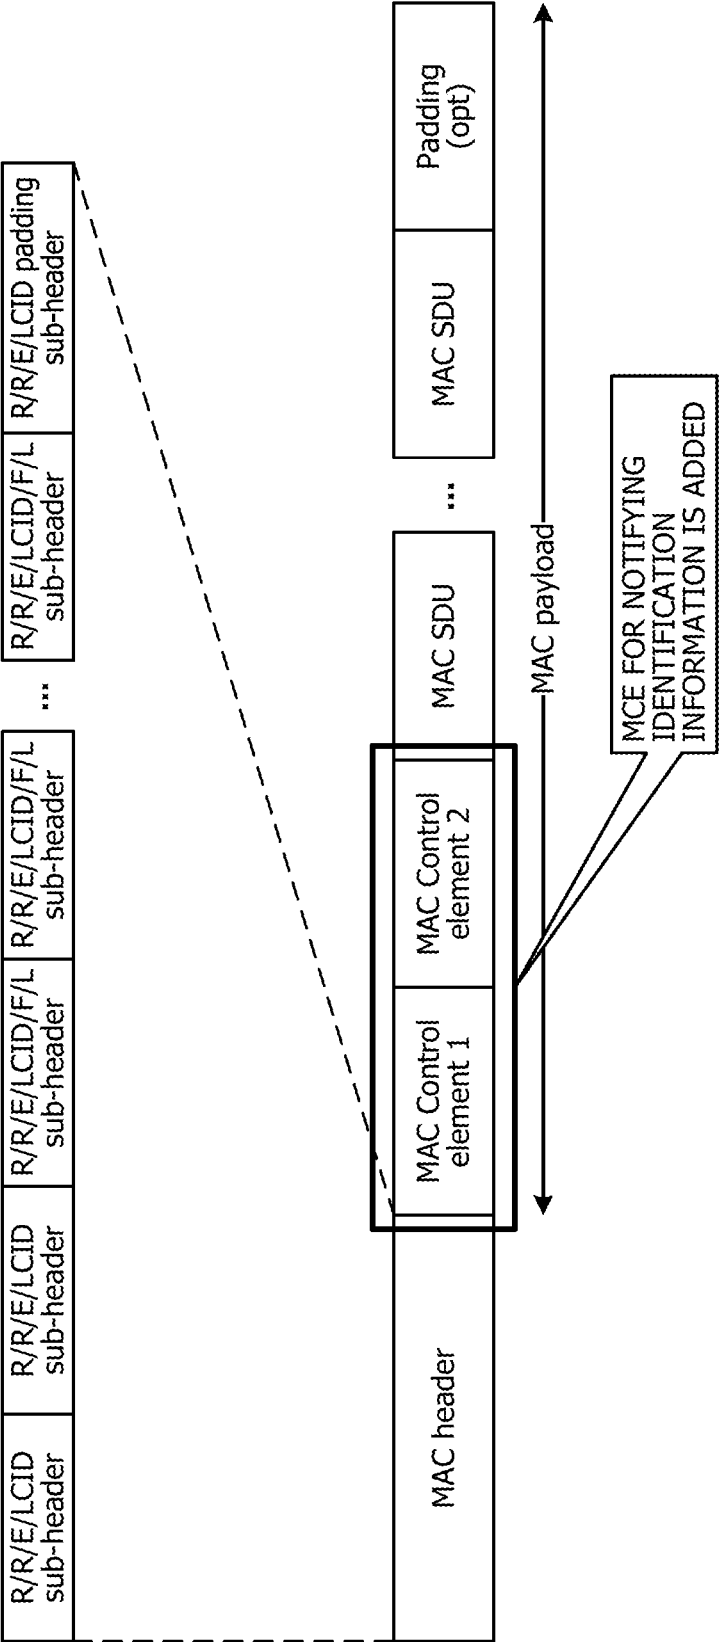 R/R/E/LCID
sub-header
R/R/E/LCID
sub-header
R/R/E/LCID/F/L
sub-header
R/R/E/LCID/F/L
sub-header
...
R/R/E/LCID/F/L
sub-header
R/R/E/LCID padding
sub-header
MAC header
MAC Control
element 1
MAC Control
element 2
MAC SDU
...
MAC SDU
Padding
(opt)
MAC payload
MCE FOR NOTIFYING
IDENTIFICATION
INFORMATION IS ADDED